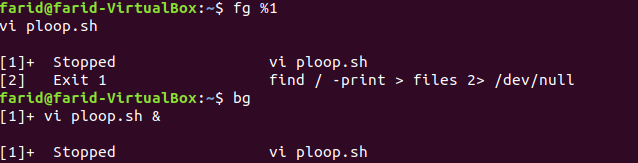 farid@farid-VirtualBox:~$ fg %1
vi ploop.sh

[1]+  Stopped                 vi ploop.sh
[2]   Exit 1                  find / -print > files 2> /dev/null
farid@farid-VirtualBox:~$ bg
[1]+ vi ploop.sh &

[1]+  Stopped                 vi ploop.sh